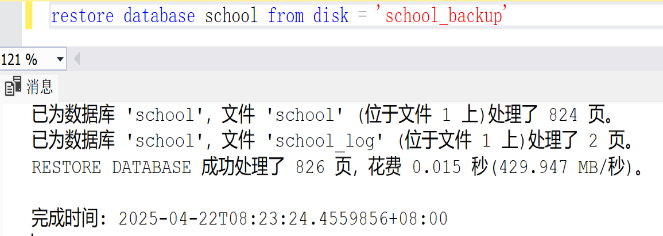 restore database school from disk = 'school_backup'
121 %
消息
已为数据库 'school'，文件 'school' (位于文件 1 上)处理了 824 页。
已为数据库 'school'，文件 'school_log' (位于文件 1 上)处理了 2 页。
RESTORE DATABASE 成功处理了 826 页，花费 0.015 秒(429.947 MB/秒)。
完成时间: 2025-04-22T08:23:24.4559856+08:00